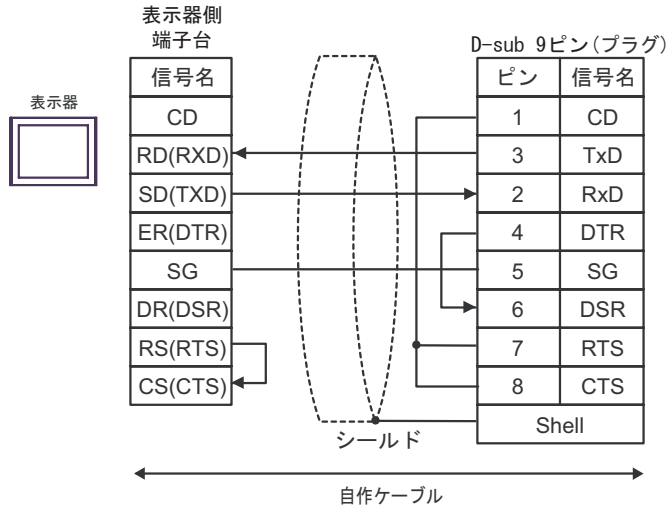 表示器側
端子台
D-sub 9ピン(プラグ)
表示器
信号名
CD
RD(RXD)
SD(TXD)
ER(DTR)
SG
DR(DSR)
RS(RTS)
CS(CTS)
ピン 信号名
1 CD
3 TxD
2 RxD
4 DTR
5 SG
6 DSR
7 RTS
8 CTS
Shell
シールド
自作ケーブル